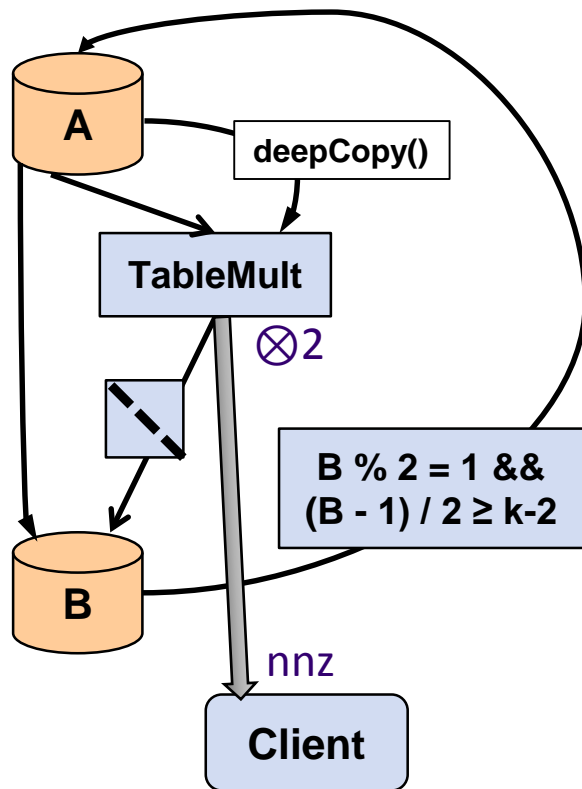 A
deepCopy()
TableMult
⊗2
B % 2 = 1 &&
(B - 1) / 2 ≥ k-2
B
nnz
Client